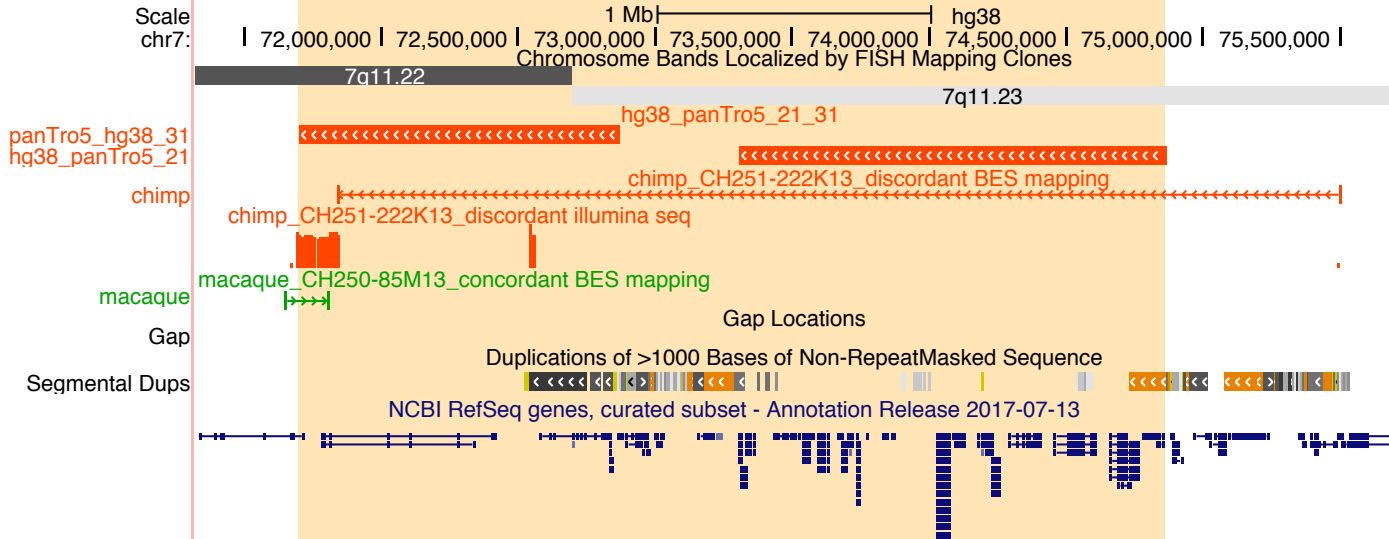 Scale 1 Mb hg38
chr7: 72,000,000 72,500,000 73,000,000 73,500,000 74,000,000 74,500,000 75,000,000 75,500,000
Chromosome Bands Localized by FISH Mapping Clones
7q11.22
7q11.23
hg38_panTro5_21_31
panTro5_hg38_31
hg38_panTro5_21
chimp_CH251-222K13_discordant BES mapping
chimp
chimp_CH251-222K13_discordant illumina seq
macaque_CH250-85M13_concordant BES mapping
macaque
Gap Locations
Gap
Duplications of >1000 Bases of Non-RepeatMasked Sequence
Segmental Dups
NCBI RefSeq genes, curated subset - Annotation Release 2017-07-13